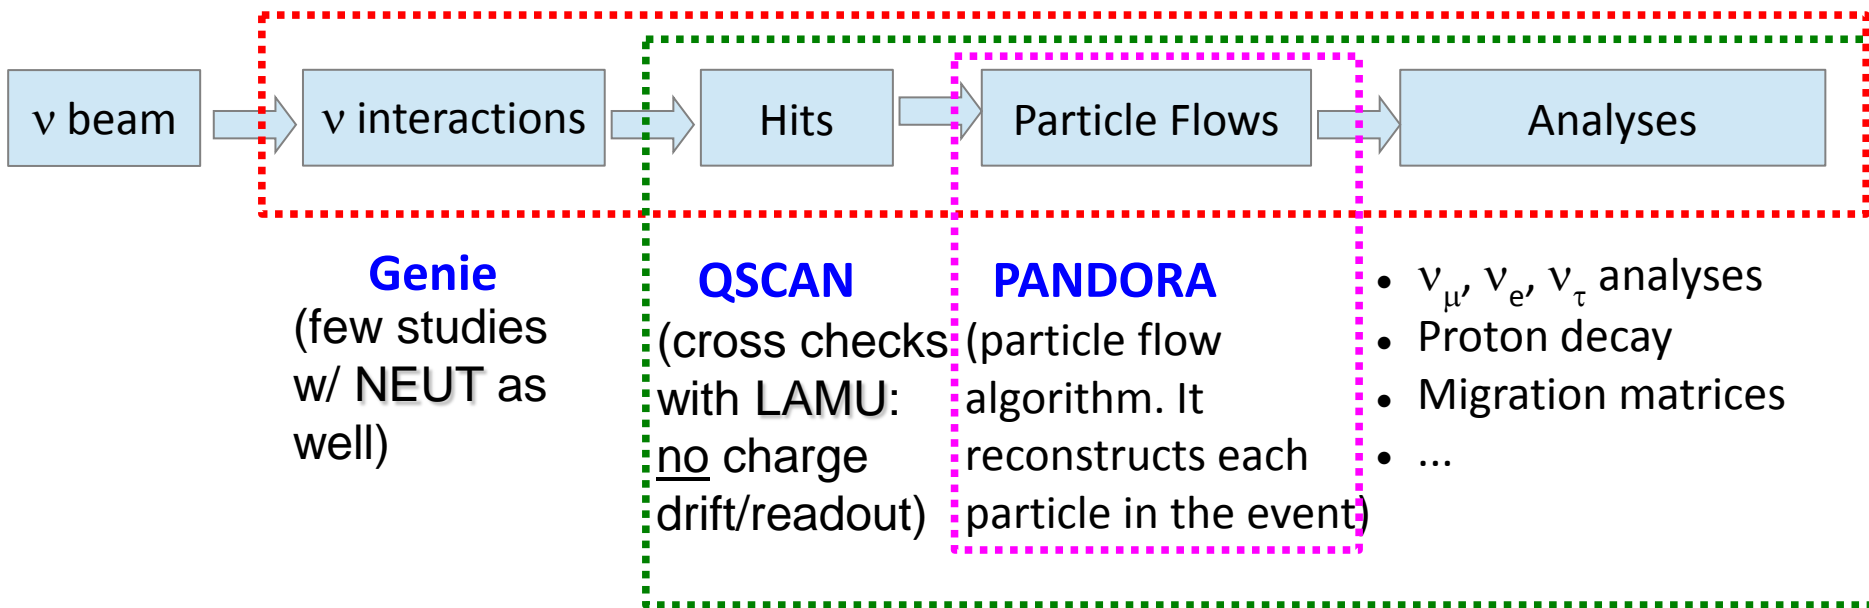 ν beam
ν interactions
Hits
Particle Flows
Analyses
Genie
(few studies
w/ NEUT as
well)
QSCAN
(cross checks
with LAMU:
no charge
drift/readout)
PANDORA
(particle flow
algorithm. It
reconstructs each
particle in the event)
• νμ, νe, ντ analyses
• Proton decay
• Migration matrices
• ...